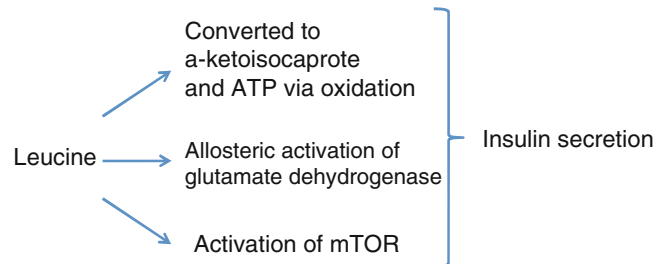 Converted to
a-ketoisocaprote
and ATP via oxidation
Leucine
Allosteric activation of
glutamate dehydrogenase
Insulin secretion
Activation of mTOR